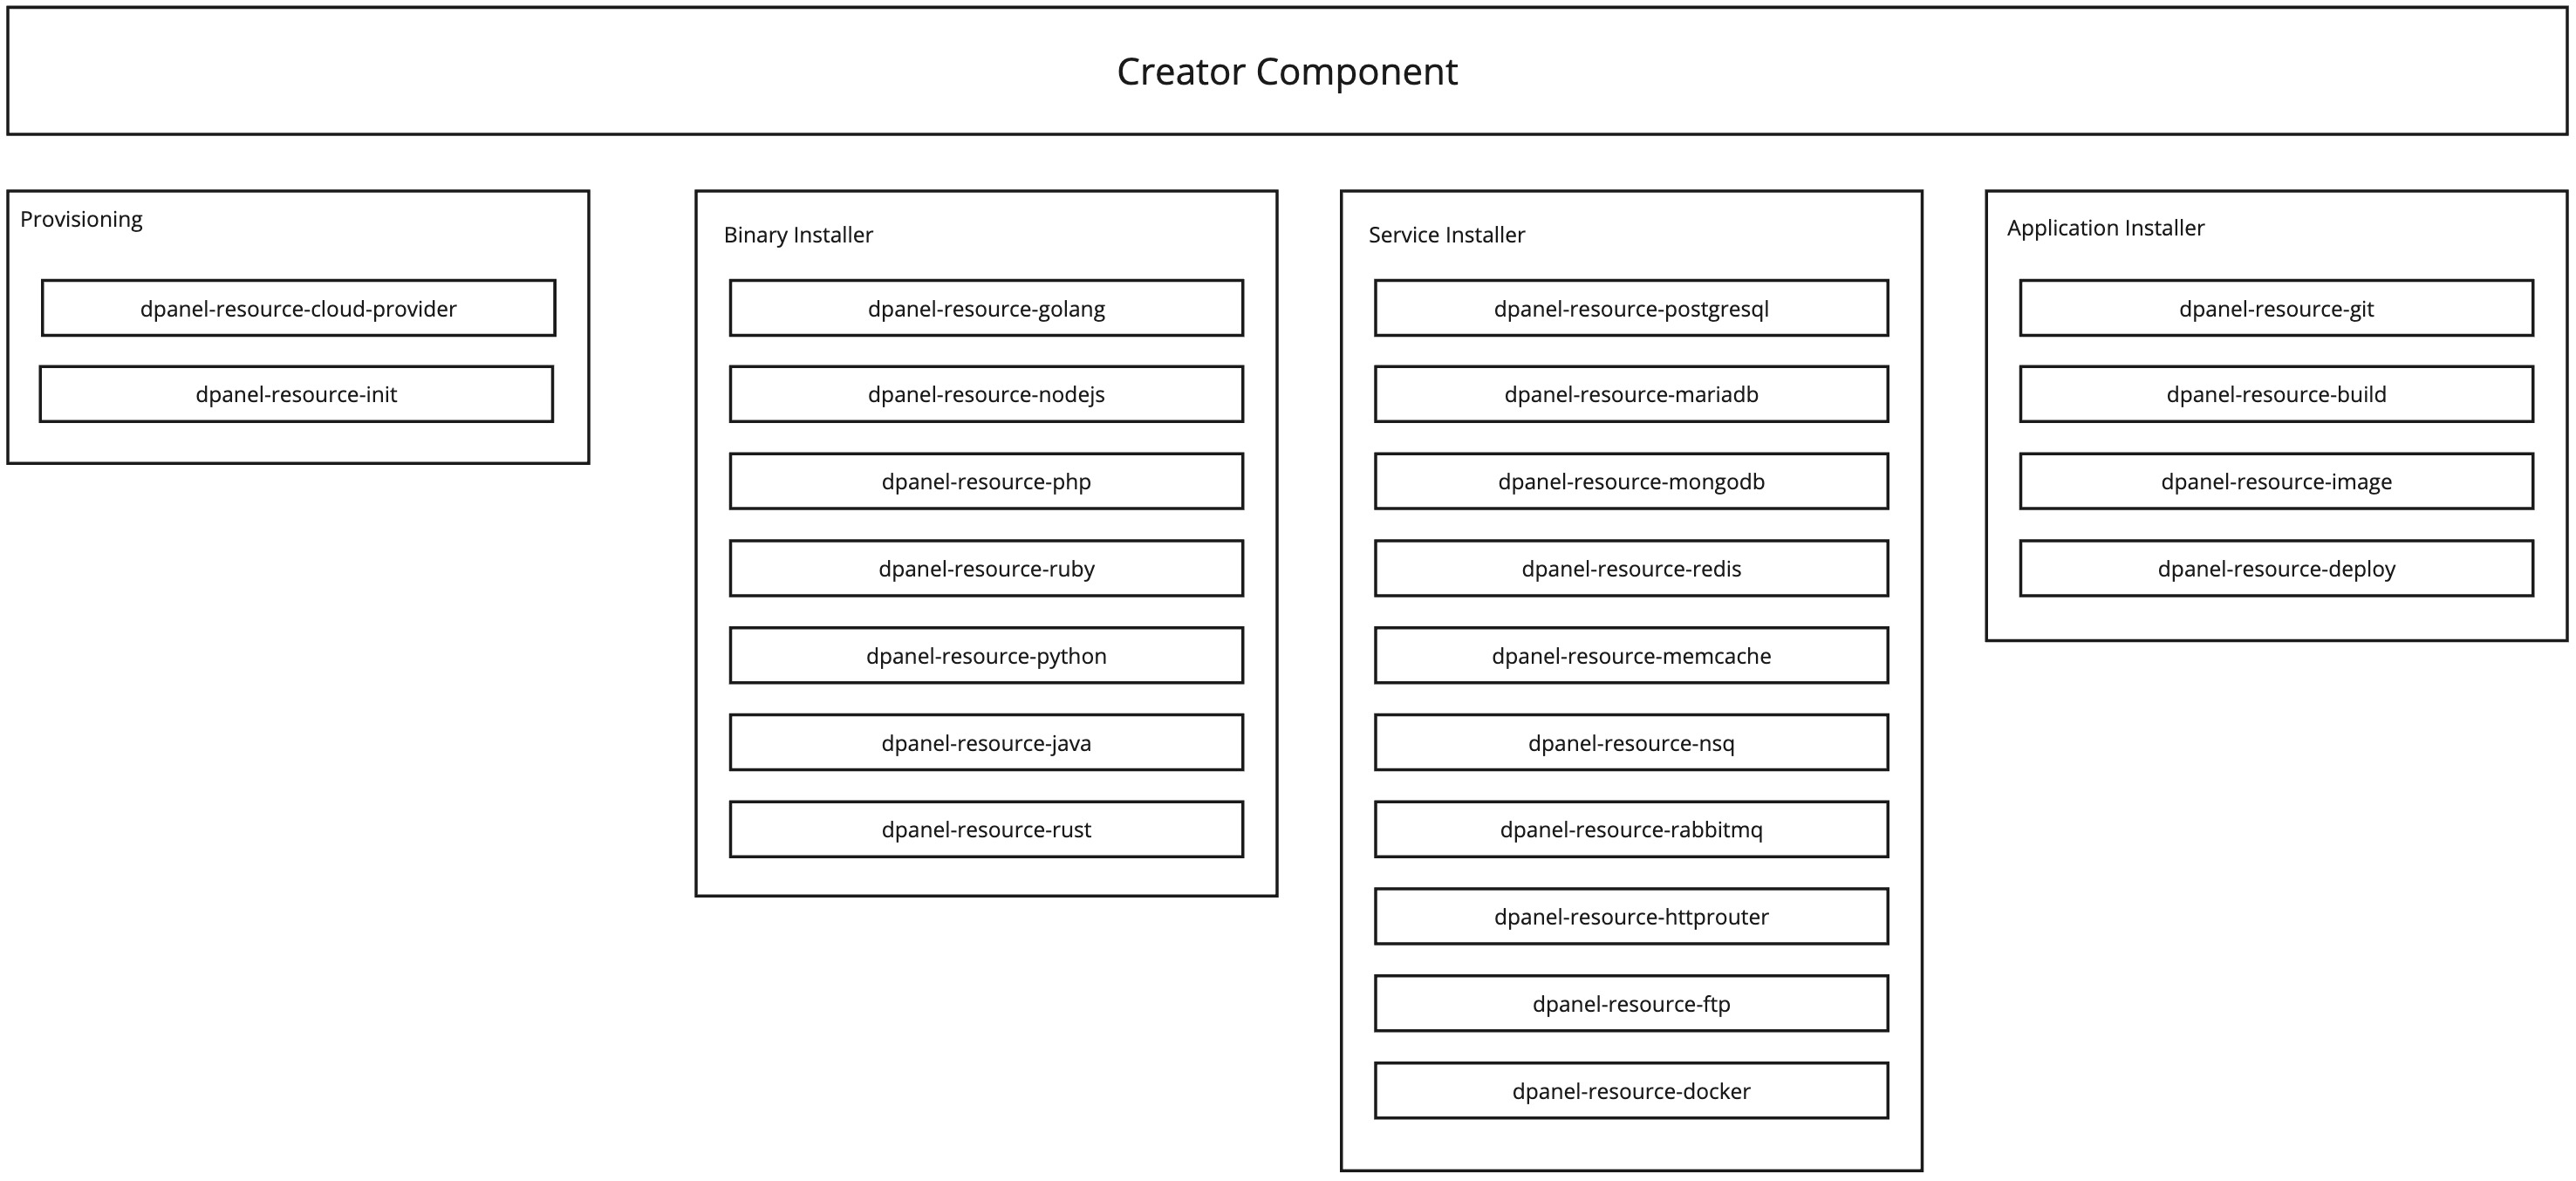 Creator Component
Provisioning
dpanel-resource-cloud-provider
dpanel-resource-init
Binary Installer
dpanel-resource-golang
dpanel-resource-nodejs
dpanel-resource-php
dpanel-resource-ruby
dpanel-resource-python
dpanel-resource-java
dpanel-resource-rust
Service Installer
dpanel-resource-postgresql
dpanel-resource-mariadb
dpanel-resource-mongodb
dpanel-resource-redis
dpanel-resource-memcache
dpanel-resource-nsq
dpanel-resource-rabbitmq
dpanel-resource-httprouter
dpanel-resource-ftp
dpanel-resource-docker
Application Installer
dpanel-resource-git
dpanel-resource-build
dpanel-resource-image
dpanel-resource-deploy